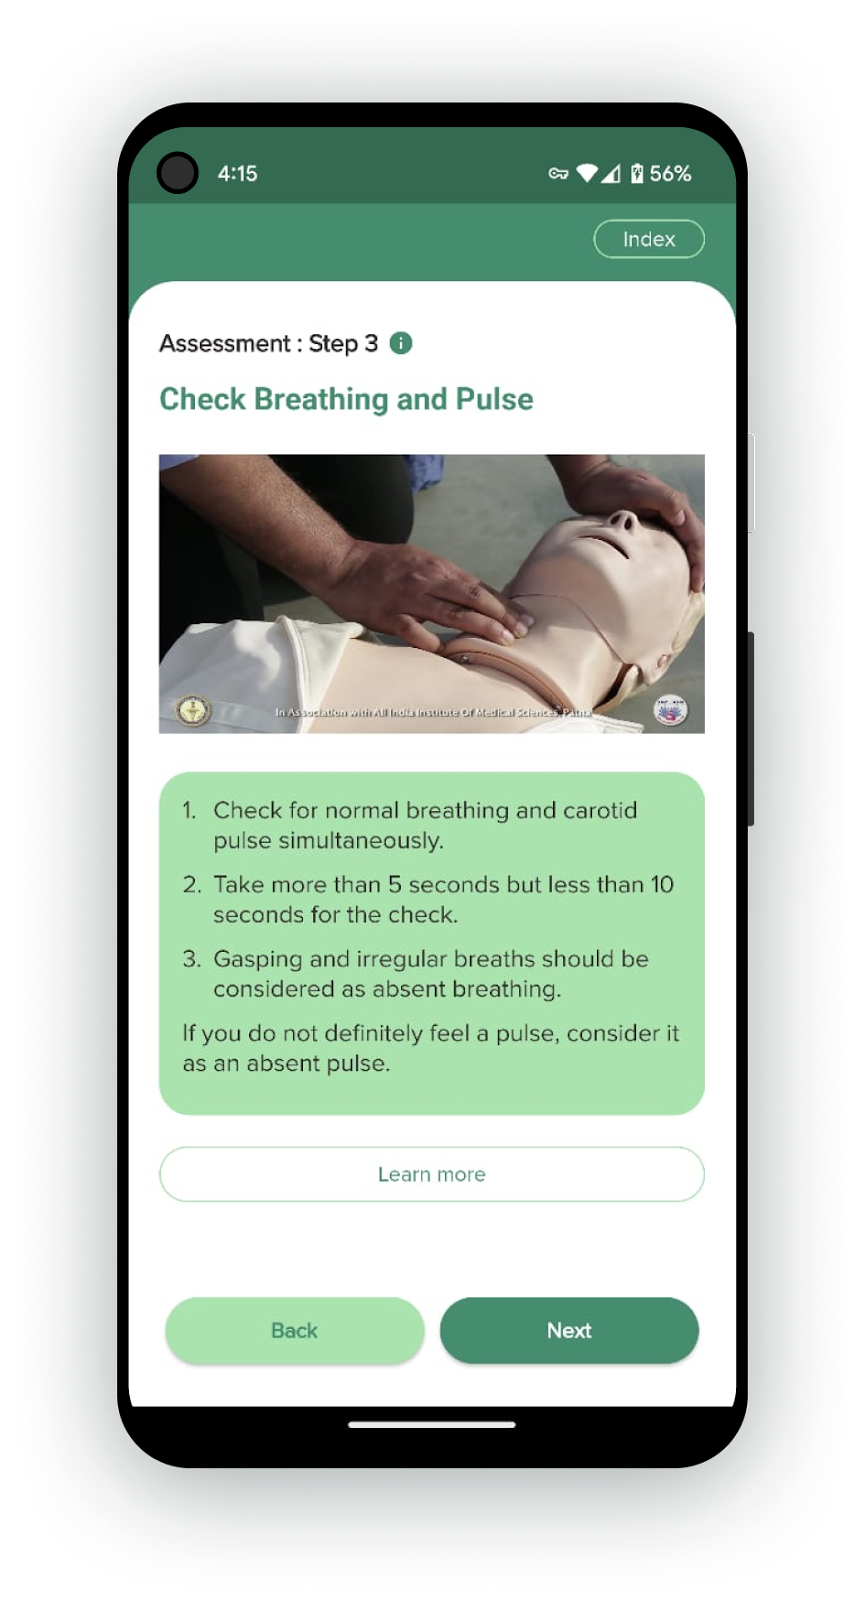 4:15
56%
Index
Assessment : Step 3
Check Breathing and Pulse
In Association with All India Institute Of Medical Sciences, Patna
1. Check for normal breathing and carotid
pulse simultaneously.
2. Take more than 5 seconds but less than 10
seconds for the check.
3. Gasping and irregular breaths should be
considered as absent breathing.
If you do not definitely feel a pulse, consider it
as an absent pulse.
Learn more
Back
Next